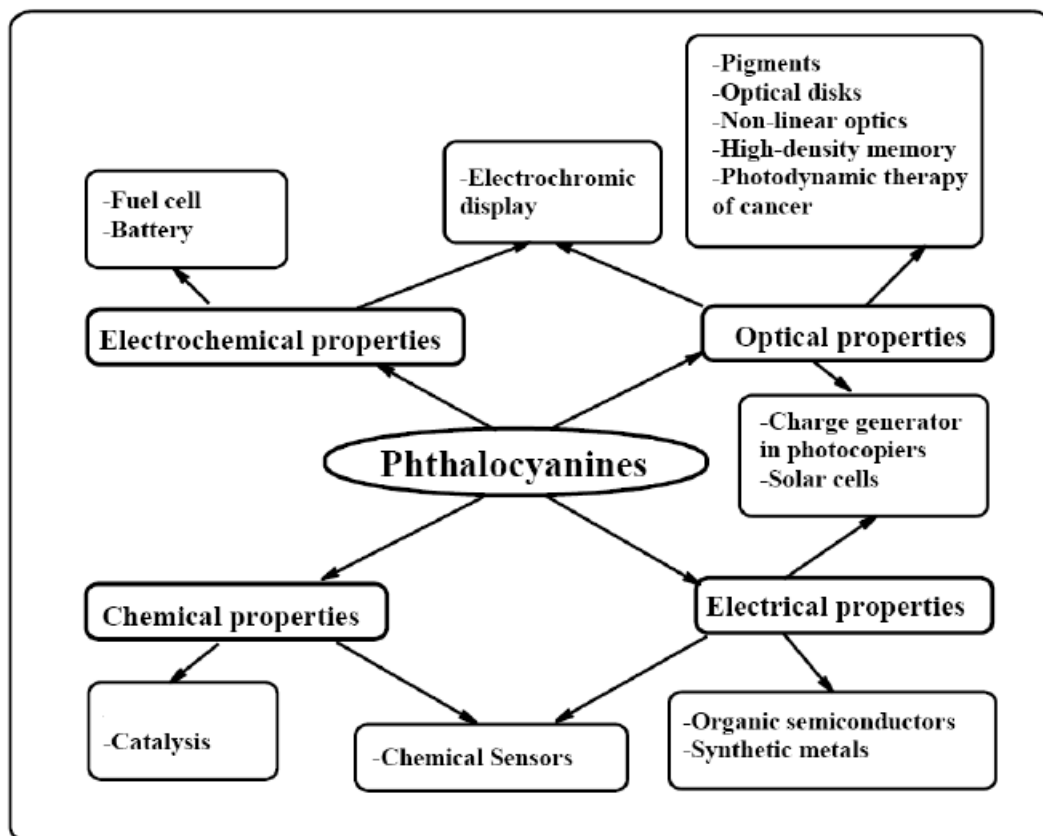 -Pigments
-Optical disks
-Non-linear optics
-High-density memory
-Photodynamic therapy
of cancer
-Electrochromic
display
-Fuel cell
-Battery
Electrochemical properties
Optical properties
-Charge generator
in photocopiers
-Solar cells
Phthalocyanines
Chemical properties
Electrical properties
-Catalysis
-Chemical Sensors
-Organic semiconductors
-Synthetic metals